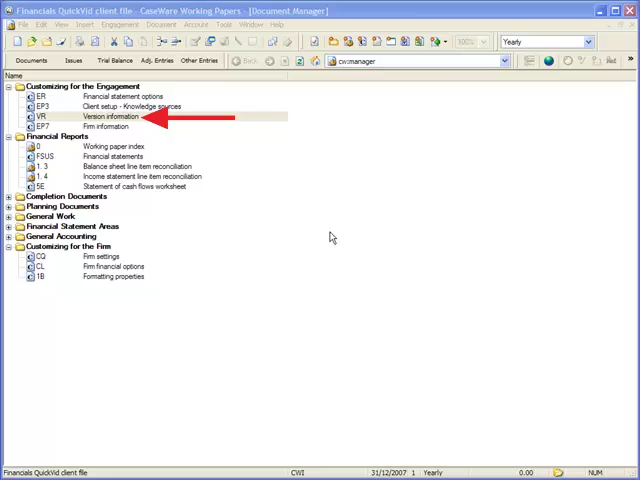 Financials QuickVid client file - CaseWare Working Papers - [Document Manager]
File Edit View Insert Engagement Document Account Tools Window Help
100% Yearly
Documents Issues Trial Balance Adj. Entries Other Entries Back cw:manager Net
Name
Customizing for the Engagement
ER Financial statement options
EP3 Client setup - Knowledge sources
VR Version information
EP7 Firm information
Financial Reports
0 Working paper index
FSUS Financial statements
1. 3 Balance sheet line item reconciliation
1. 4 Income statement line item reconciliation
5E Statement of cash flows worksheet
Completion Documents
Planning Documents
General Work
Financial Statement Areas
General Accounting
Customizing for the Firm
CQ Firm settings
CL Firm financial options
1B Formatting properties
Financials QuickVid client file CWI 31/12/2007 1 Yearly 0.00 NUM